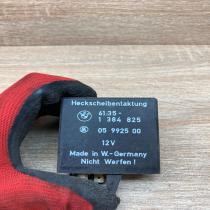 Heckscheibentaktung
61.35-
1 384 825
05 9925 00
12V
Made in W.-Germany
Nicht Werfen!